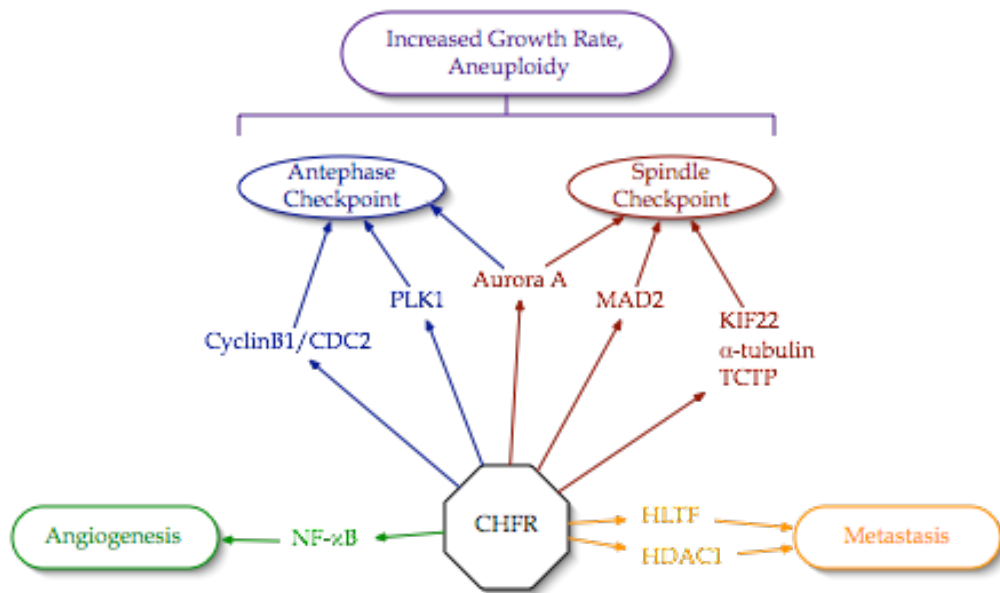 Increased Growth Rate,
Aneuploidy
Antephase
Checkpoint
Spindle
Checkpoint
Aurora A
PLK1
MAD2
CyclinB1/CDC2
KIF22
α-tubulin
TCTP
CHFR
Angiogenesis
NF-κB
HLTF
HDAC1
Metastasis